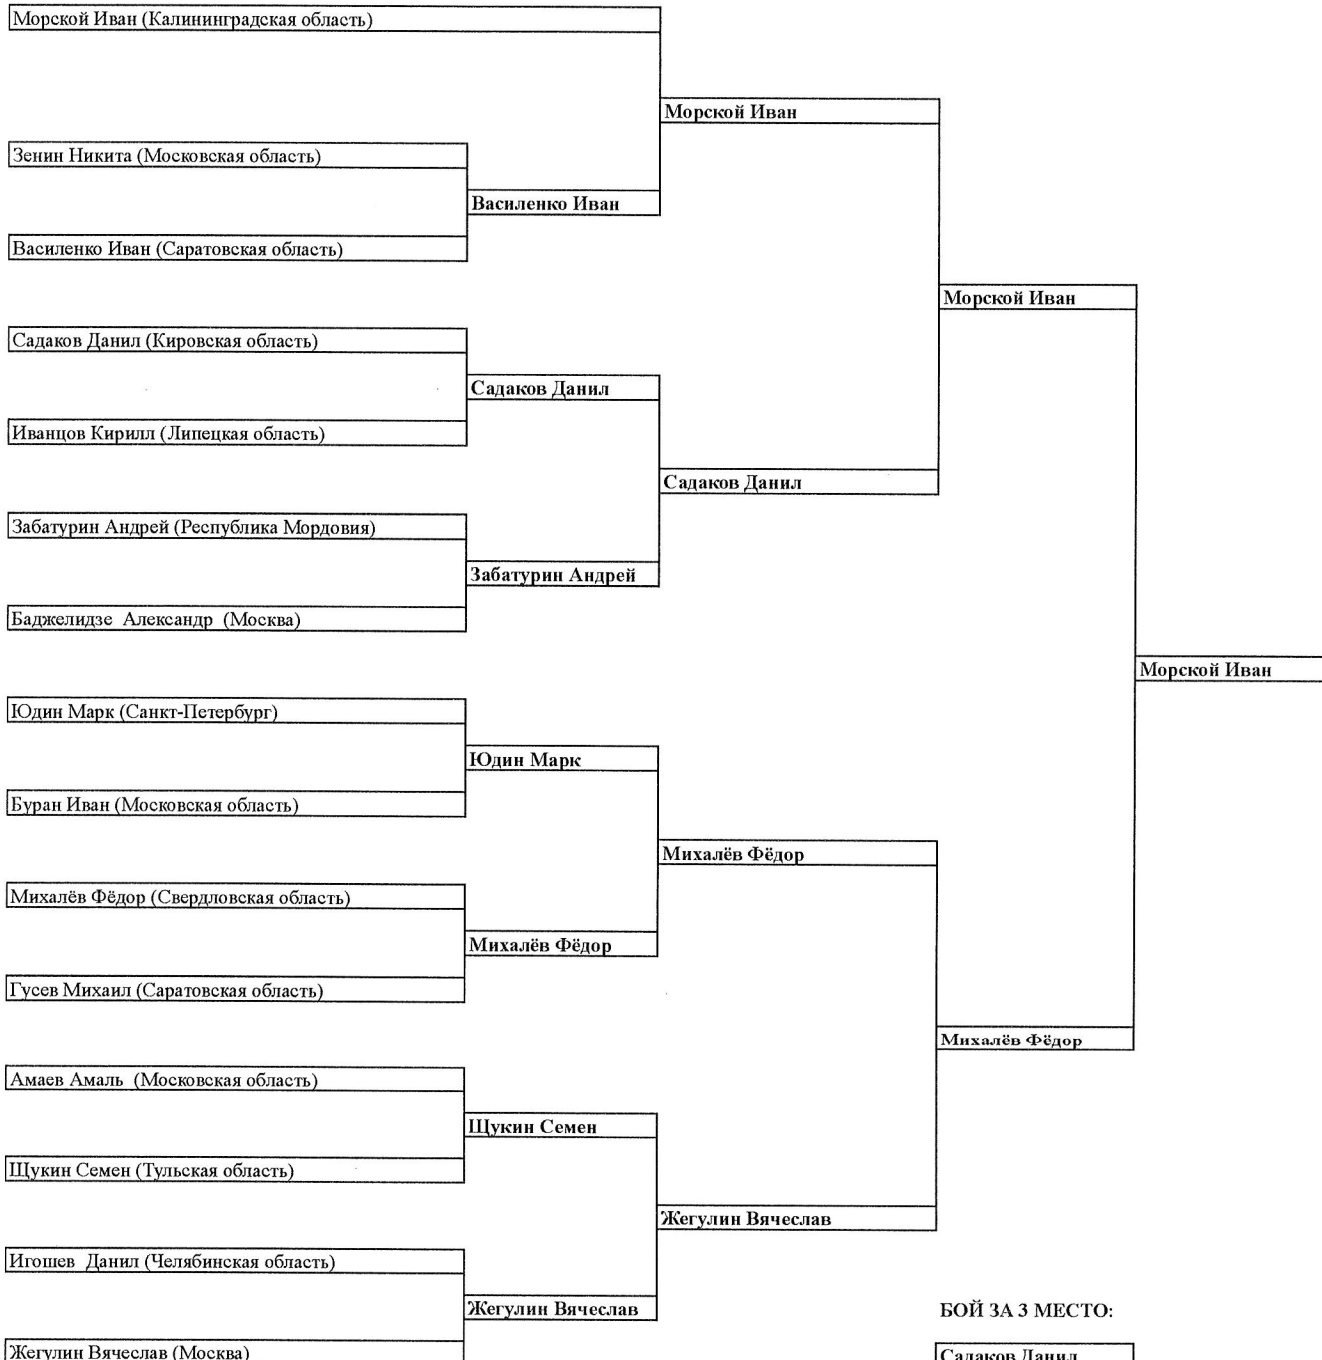 Морской Иван (Калининградская область)
Морской Иван
Зенин Никита (Московская область)
Василенко Иван
Василенко Иван (Саратовская область)
Морской Иван
Садаков Данил (Кировская область)
Садаков Данил
Иванцов Кирилл (Липецкая область)
Садаков Данил
Забатурин Андрей (Республика Мордовия)
Забатурин Андрей
Баджелидзе Александр (Москва)
Морской Иван
Юдин Марк (Санкт-Петербург)
Юдин Марк
Буран Иван (Московская область)
Михалёв Фёдор
Михалёв Фёдор (Свердловская область)
Михалёв Фёдор
Гусев Михаил (Саратовская область)
Михалёв Фёдор
Амаев Амаль (Московская область)
Щукин Семен
Щукин Семен (Тульская область)
Жегулин Вячеслав
Игошев Данил (Челябинская область)
Жегулин Вячеслав
БОЙ ЗА 3 МЕСТО:
Жегулин Вячеслав (Москва)
Садаков Данил